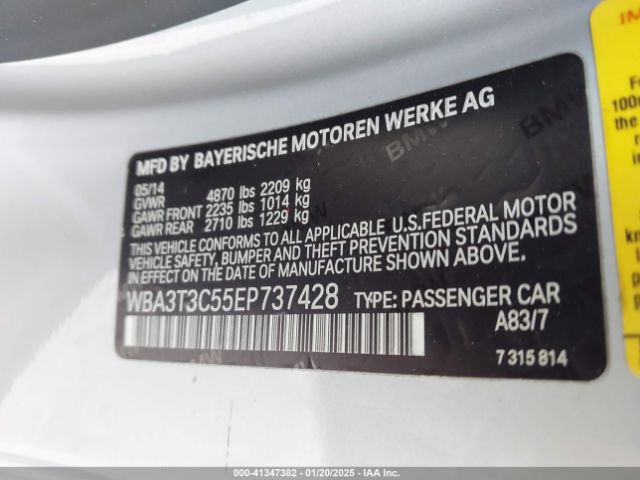 MFD BY BAYERISCHE MOTOREN WERKE AG
05/14
GVWR 4870 lbs 2209 kg
GAWR FRONT 2235 lbs 1014 kg
GAWR REAR 2710 lbs 1229 kg
THIS VEHICLE CONFORMS TO ALL APPLICABLE U.S.FEDERAL MOTOR
VEHICLE SAFETY, BUMPER AND THEFT PREVENTION STANDARDS
IN EFFECT ON THE DATE OF MANUFACTURE SHOWN ABOVE.
WBA3T3C55EP737428 TYPE: PASSENGER CAR
A83/7
7 315 814
000-41347382 - 01/20/2025 - IAA Inc.